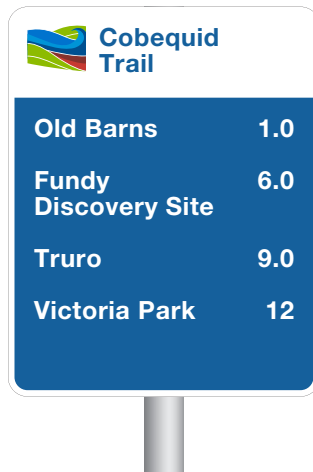 Cobequid
Trail
Old Barns 1.0
Fundy 6.0
Discovery Site
Truro 9.0
Victoria Park 12